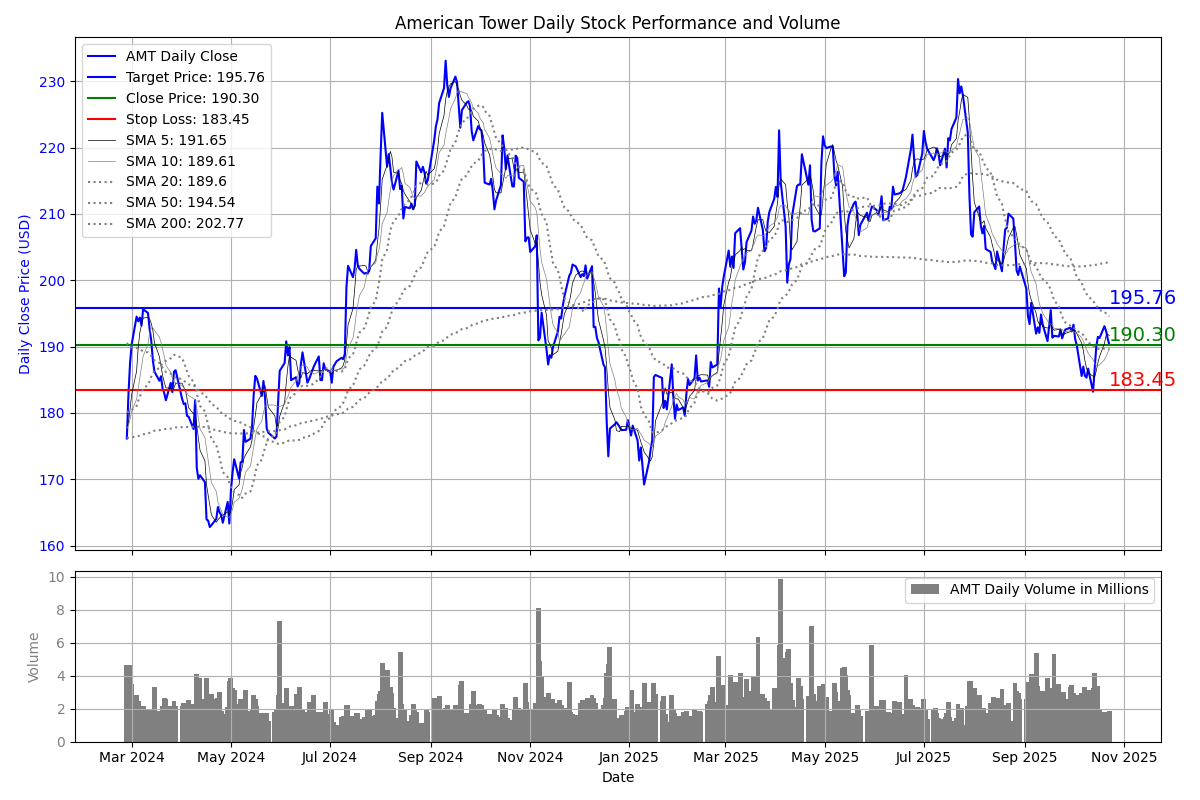 American Tower Daily Stock Performance and Volume
AMT Daily Close
Target Price: 195.76
Close Price: 190.30
Stop Loss: 183.45
SMA 5: 191.65
SMA 10: 189.61
SMA 20: 189.6
SMA 50: 194.54
SMA 200: 202.77
Daily Close Price (USD)
230
220
210
200
190
180
170
160
195.76
190.30
183.45
AMT Daily Volume in Millions
Volume
10
8
6
4
2
0
Mar 2024 May 2024 Jul 2024 Sep 2024 Nov 2024 Jan 2025 Mar 2025 May 2025 Jul 2025 Sep 2025 Nov 2025
Date